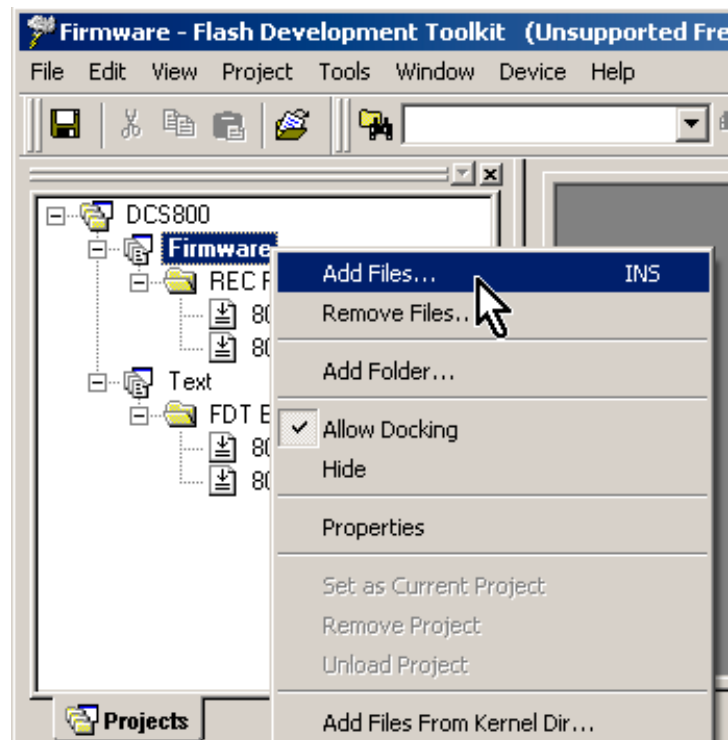 Firmware - Flash Development Toolkit (Unsupported Fre
File Edit View Project Tools Window Device Help
DCS800
Firmware
REC F
80
80
Text
FDT E
80
80
Add Files... INS
Remove Files..
Add Folder...
Allow Docking
Hide
Properties
Set as Current Project
Remove Project
Unload Project
Add Files From Kernel Dir...
Projects